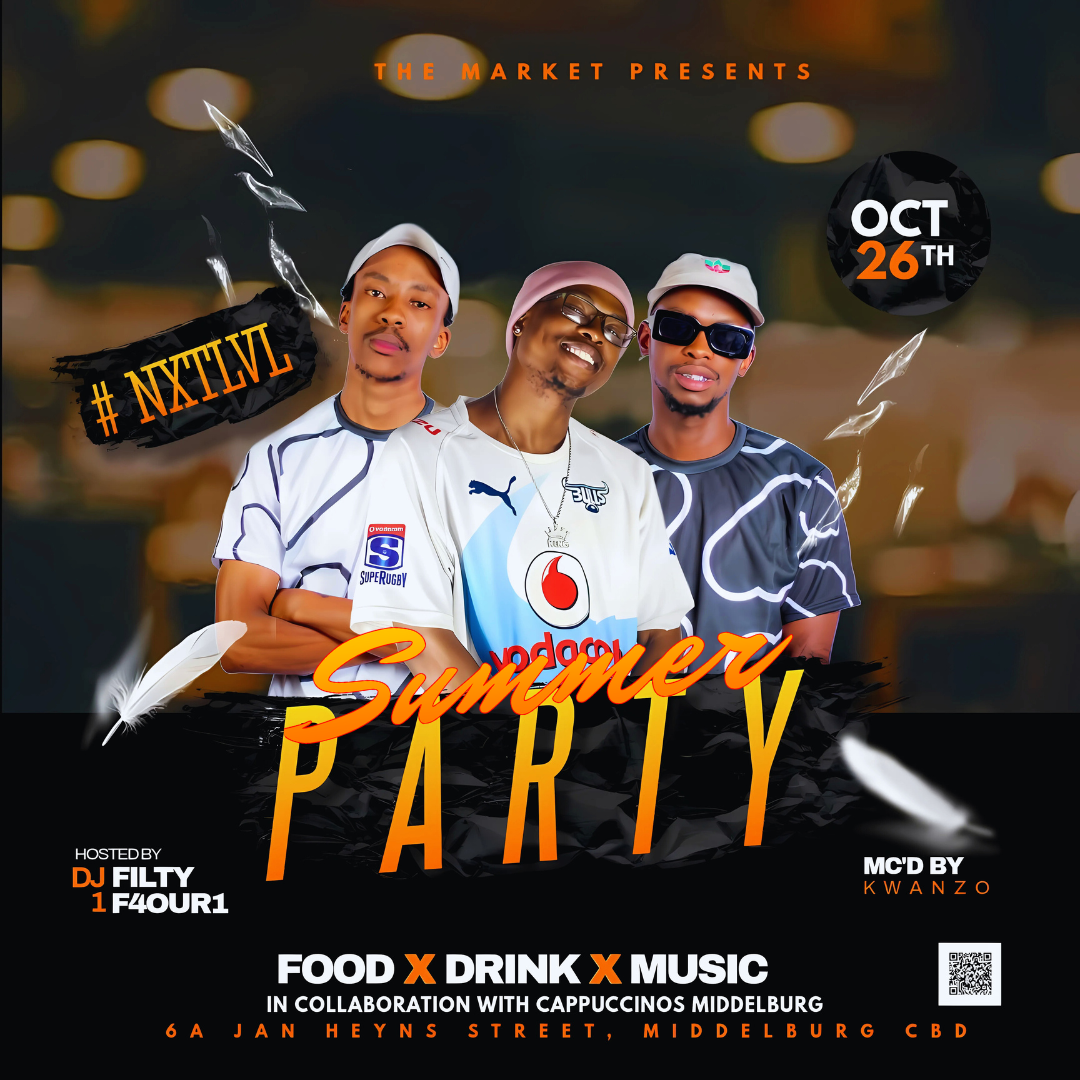 THE MARKET PRESENTS
OCT
26TH
# NXTLVL
BULLS
KING
vodacom
S
SUPERRUGBY
vodacom
Summer
PARTY
HOSTED BY
DJ FILTY
1 F4OUR1
MC'D BY
KWANZO
FOOD X DRINK X MUSIC
IN COLLABORATION WITH CAPPUCCINOS MIDDELBURG
6A JAN HEYNS STREET, MIDDELBURG CBD